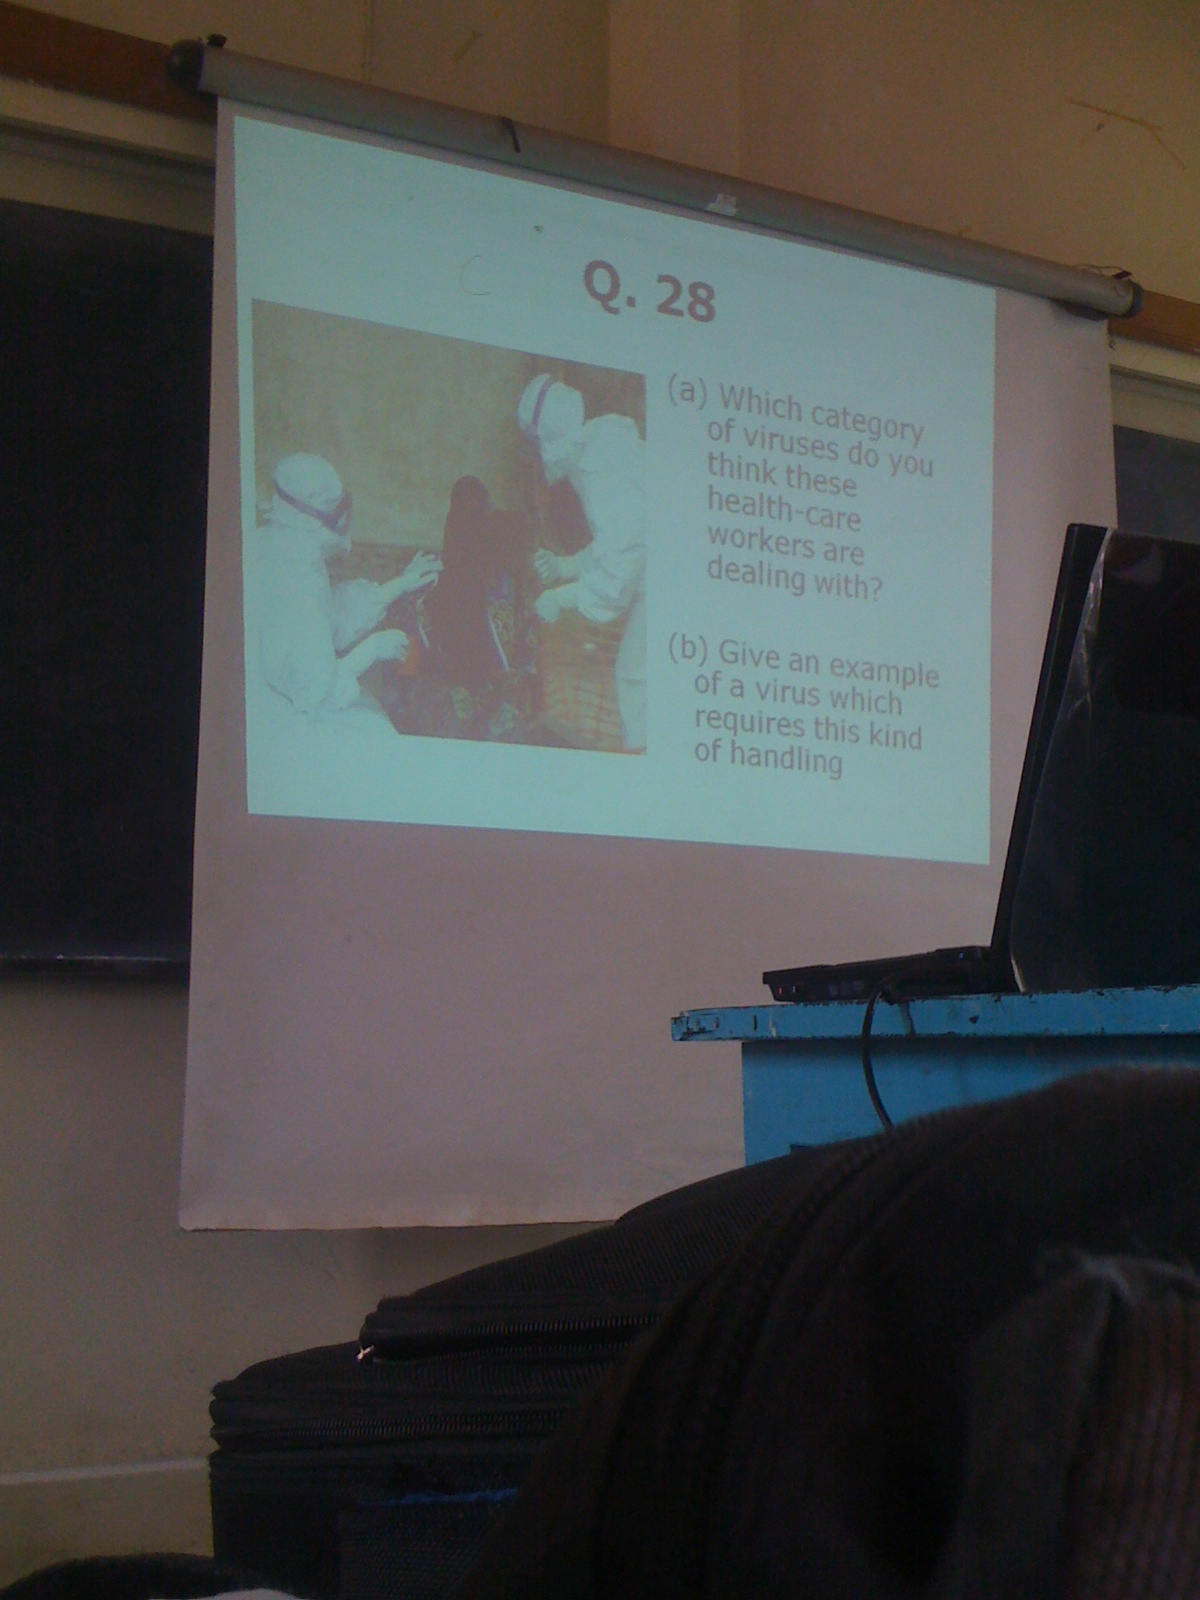 Q. 28
(a) Which category
of viruses do you
think these
health-care
workers are
dealing with?
(b) Give an example
of a virus which
requires this kind
of handling